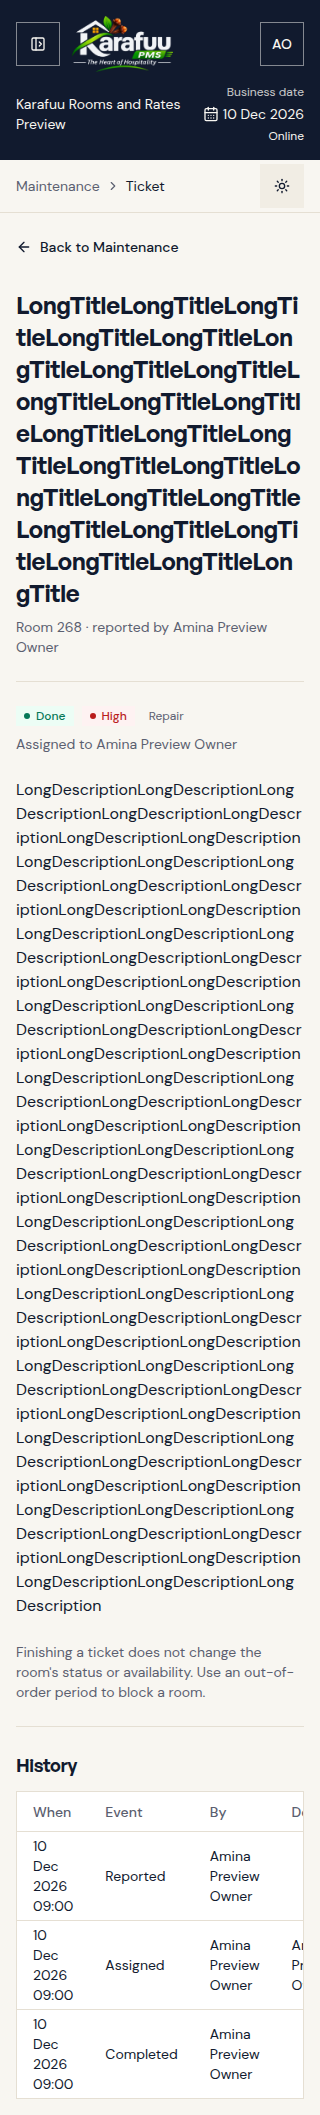 Karafuu
PMS
The Heart of Hospitality
AO
Karafuu Rooms and Rates
Preview
Business date
10 Dec 2026
Online
Maintenance > Ticket
Back to Maintenance
LongTitleLongTitleLongTi
tleLongTitleLongTitleLon
gTitleLongTitleLongTitleL
ongTitleLongTitleLongTitl
eLongTitleLongTitleLong
TitleLongTitleLongTitleLo
ngTitleLongTitleLongTitle
LongTitleLongTitleLongTi
tleLongTitleLongTitleLon
gTitle
Room 268 · reported by Amina Preview
Owner
Done High Repair
Assigned to Amina Preview Owner
LongDescriptionLongDescriptionLong
DescriptionLongDescriptionLongDescr
iptionLongDescriptionLongDescription
LongDescriptionLongDescriptionLong
DescriptionLongDescriptionLongDescr
iptionLongDescriptionLongDescription
LongDescriptionLongDescriptionLong
DescriptionLongDescriptionLongDescr
iptionLongDescriptionLongDescription
LongDescriptionLongDescriptionLong
DescriptionLongDescriptionLongDescr
iptionLongDescriptionLongDescription
LongDescriptionLongDescriptionLong
DescriptionLongDescriptionLongDescr
iptionLongDescriptionLongDescription
LongDescriptionLongDescriptionLong
DescriptionLongDescriptionLongDescr
iptionLongDescriptionLongDescription
LongDescriptionLongDescriptionLong
DescriptionLongDescriptionLongDescr
iptionLongDescriptionLongDescription
LongDescriptionLongDescriptionLong
DescriptionLongDescriptionLongDescr
iptionLongDescriptionLongDescription
LongDescriptionLongDescriptionLong
DescriptionLongDescriptionLongDescr
iptionLongDescriptionLongDescription
LongDescriptionLongDescriptionLong
DescriptionLongDescriptionLongDescr
iptionLongDescriptionLongDescription
LongDescriptionLongDescriptionLong
DescriptionLongDescriptionLongDescr
iptionLongDescriptionLongDescription
LongDescriptionLongDescriptionLong
Description
Finishing a ticket does not change the
room's status or availability. Use an out-of-
order period to block a room.
History
When Event By
10
Dec
2026
09:00
Reported
Amina
Preview
Owner
10
Dec
2026
09:00
Assigned
Amina
Preview
Owner
10
Dec
2026
09:00
Completed
Amina
Preview
Owner